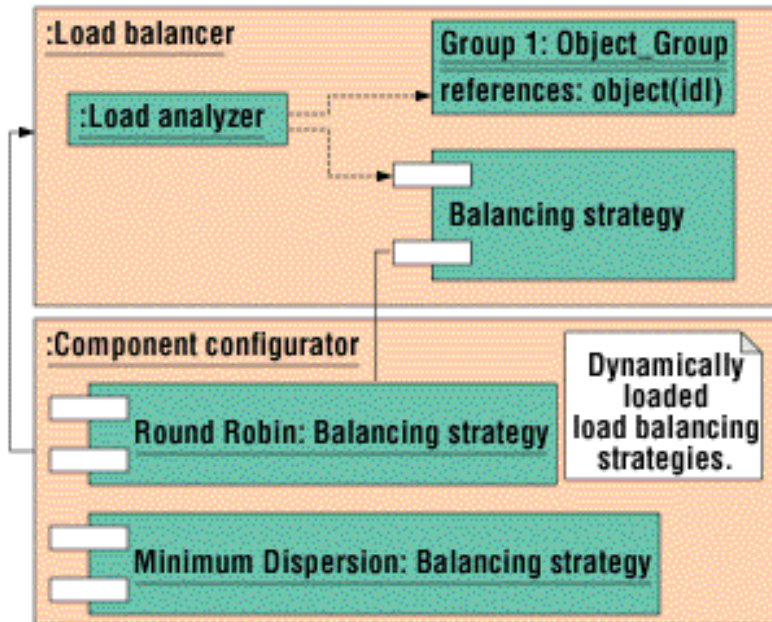 :Load balancer
Group 1: Object_Group
references: object(idl)
:Load analyzer
Balancing strategy
:Component configurator
Dynamically
loaded
load balancing
strategies.
Round Robin: Balancing strategy
Minimum Dispersion: Balancing strategy